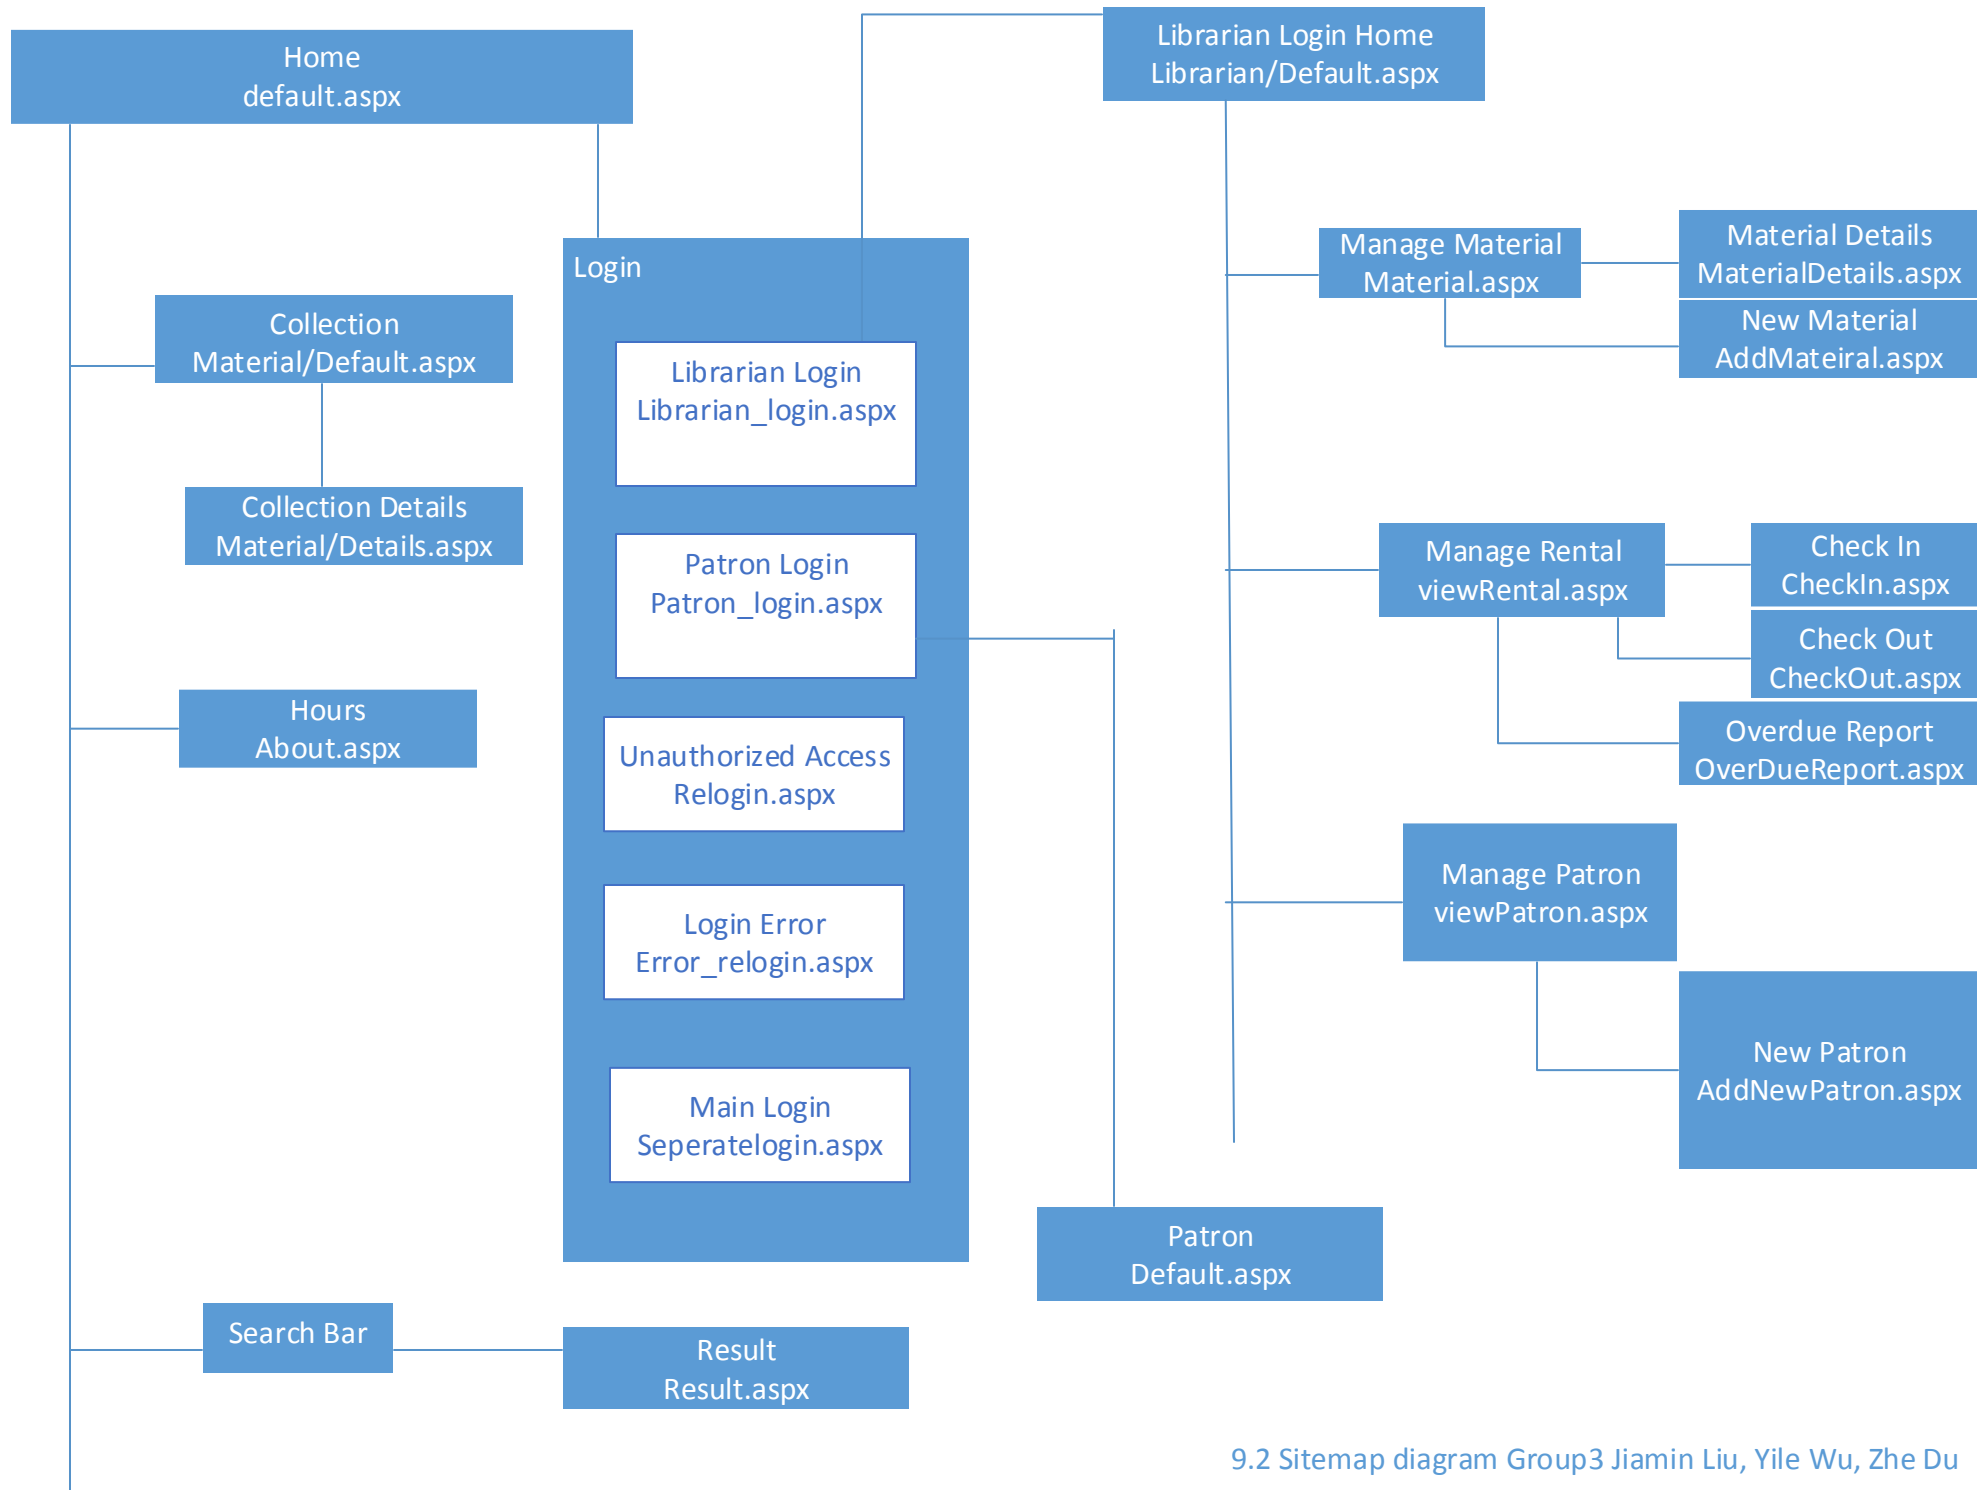 Home
default.aspx
Librarian Login Home
Librarian/Default.aspx
Login
Collection
Material/Default.aspx
Collection Details
Material/Details.aspx
Hours
About.aspx
Librarian Login
Librarian_login.aspx
Patron Login
Patron_login.aspx
Unauthorized Access
Relogin.aspx
Login Error
Error_relogin.aspx
Main Login
Seperatelogin.aspx
Manage Material
Material.aspx
Material Details
MaterialDetails.aspx
New Material
AddMateiral.aspx
Manage Rental
viewRental.aspx
Check In
CheckIn.aspx
Check Out
CheckOut.aspx
Overdue Report
OverDueReport.aspx
Manage Patron
viewPatron.aspx
New Patron
AddNewPatron.aspx
Patron
Default.aspx
Search Bar
Result
Result.aspx
9.2 Sitemap diagram Group3 Jiamin Liu, Yile Wu, Zhe Du